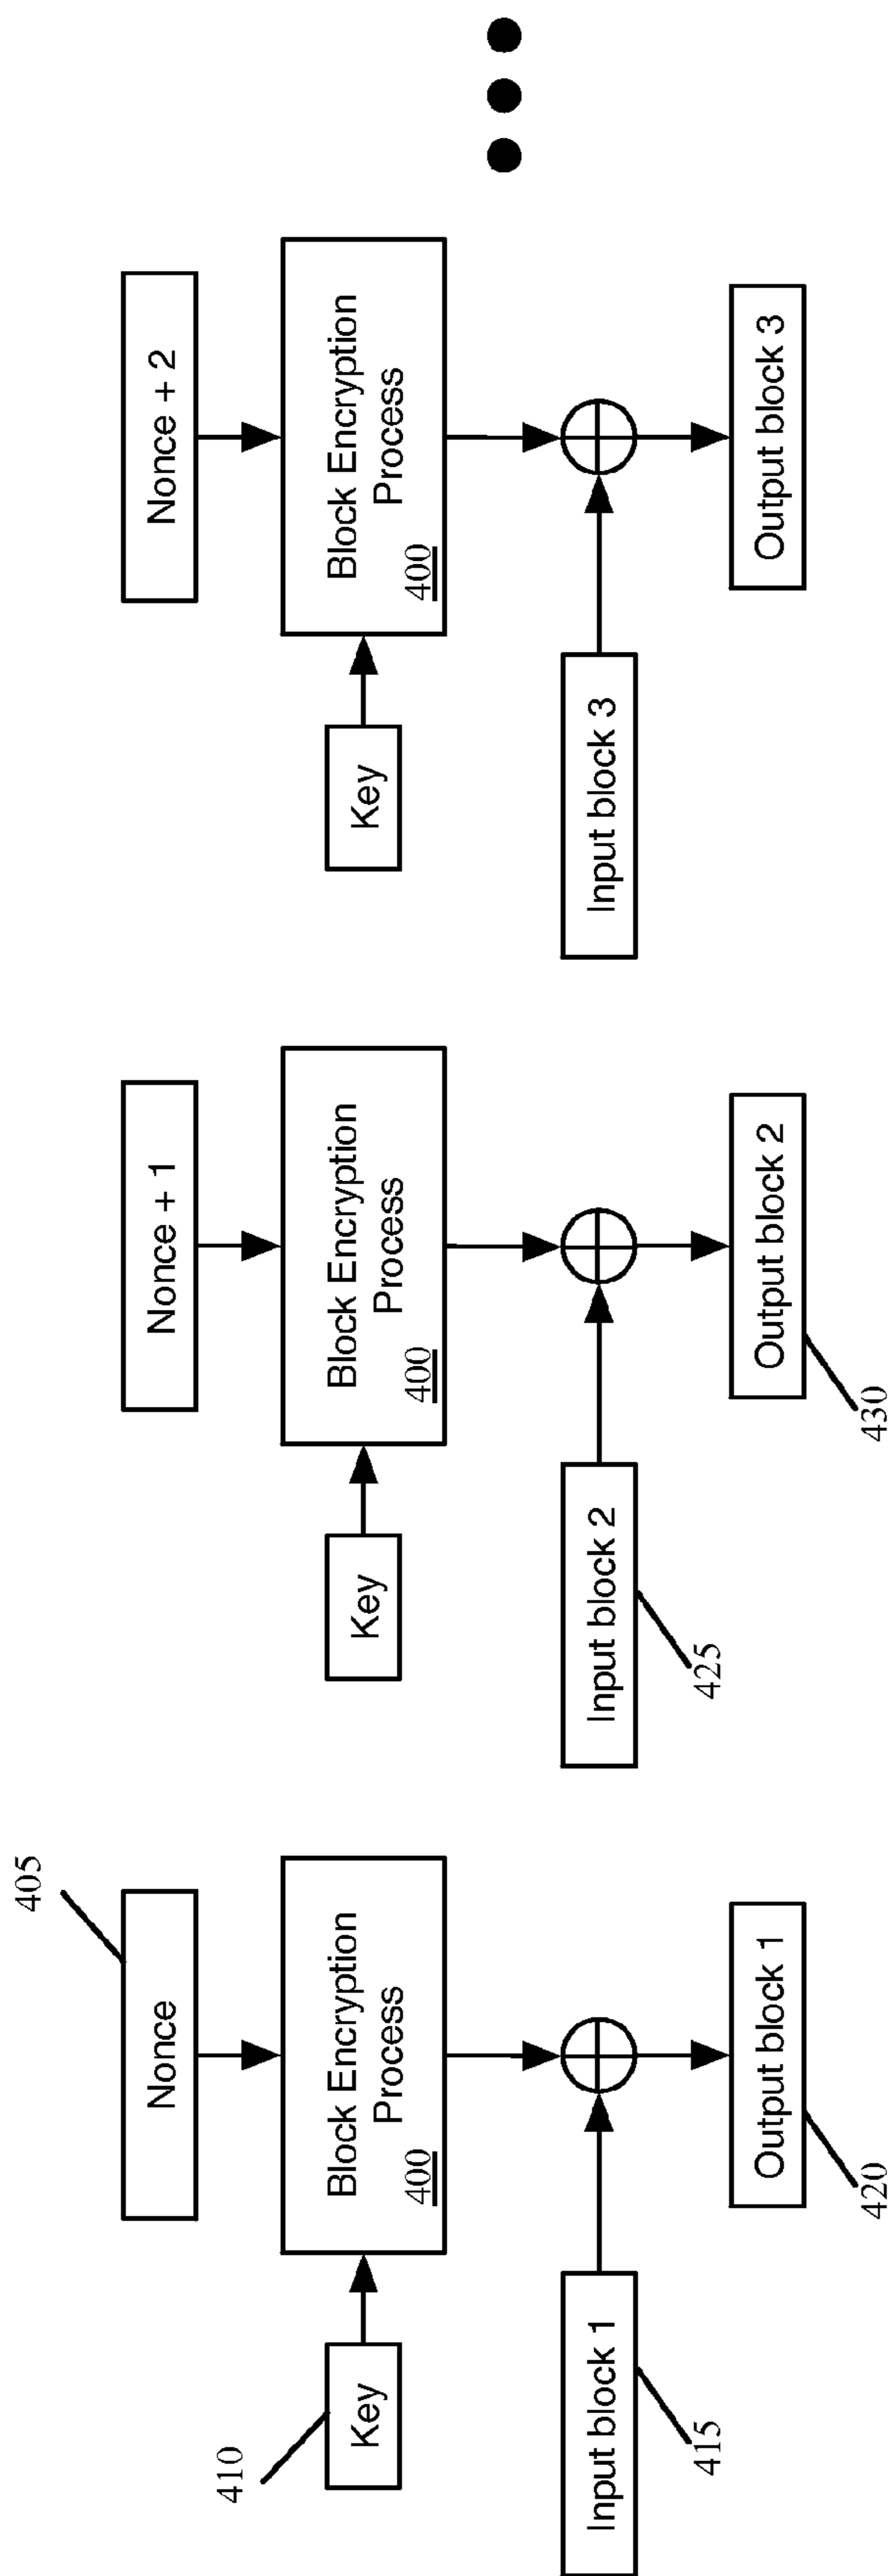 405
Nonce
Nonce + 1
Nonce + 2
410
Key
Block Encryption
Process
400
Key
Block Encryption
Process
400
Key
Block Encryption
Process
400
Input block 1
415
Input block 2
425
Input block 3
Output block 1
420
Output block 2
430
Output block 3